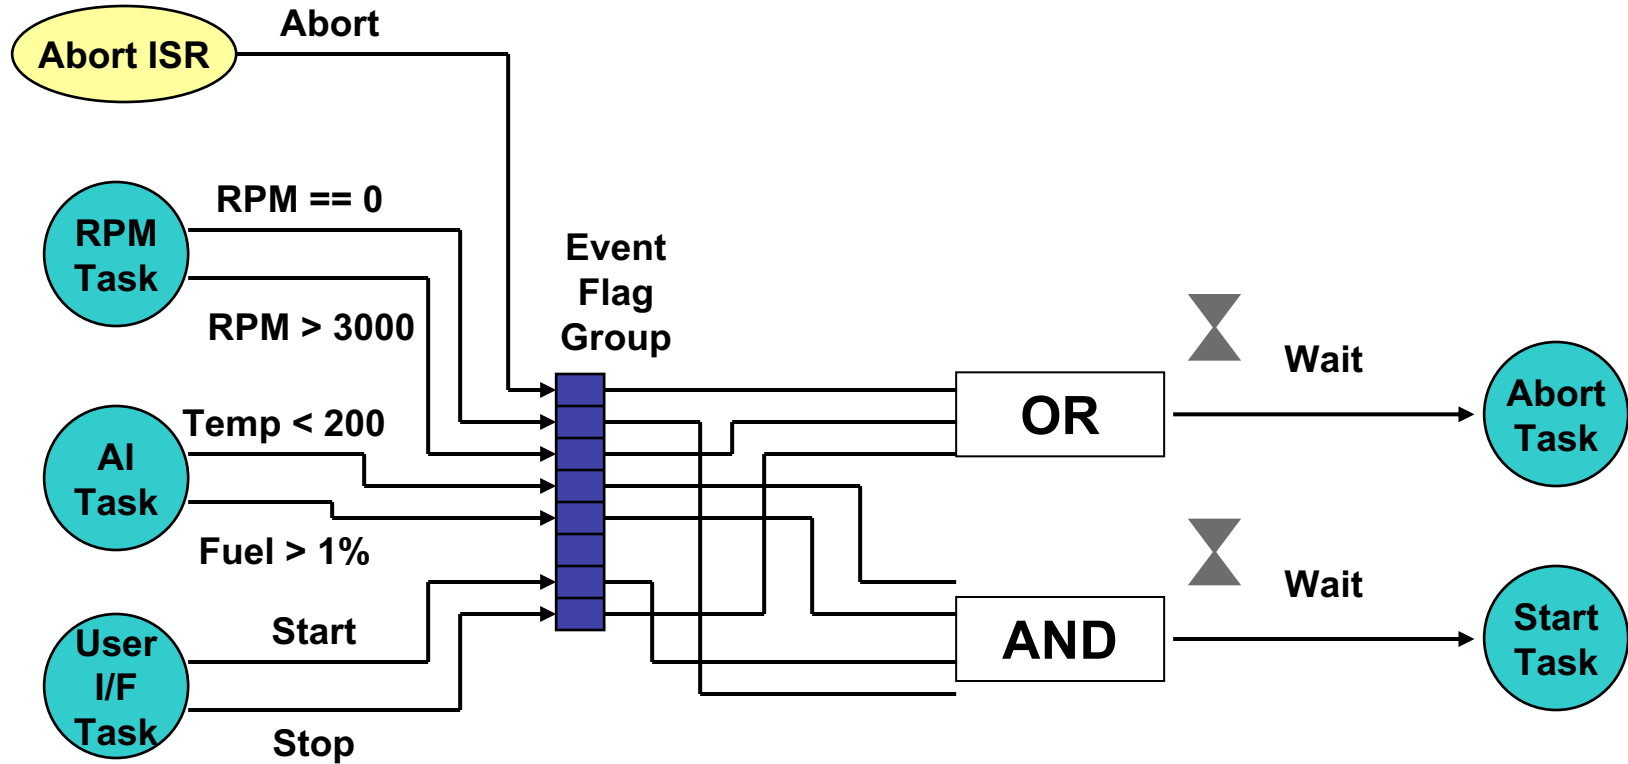 Abort
Abort ISR
RPM == 0
RPM
Task
RPM > 3000
Event
Flag
Group
Temp < 200
AI
Task
Fuel > 1%
Start
User
I/F
Task
Stop
OR
Wait
Abort
Task
AND
Wait
Start
Task